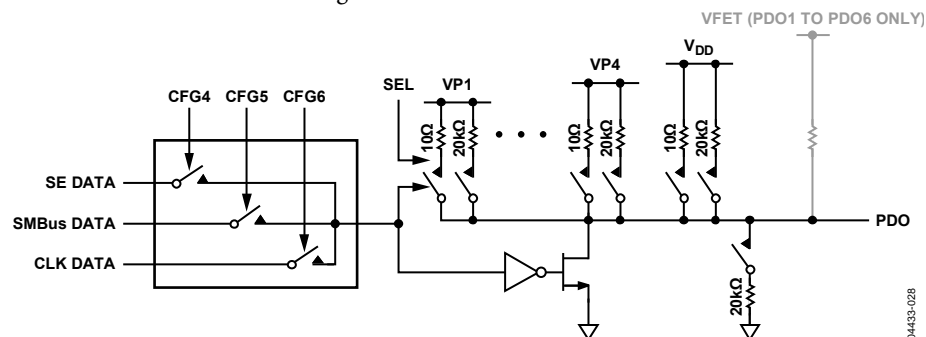 VFET (PDO1 TO PDO6 ONLY)
V_DD
SEL VP1 VP4
CFG4 CFG5 CFG6
10Ω 20kΩ 10Ω 20kΩ 10Ω 20kΩ
SE DATA
SMBus DATA
PDO
CLK DATA
20kΩ
04433-028